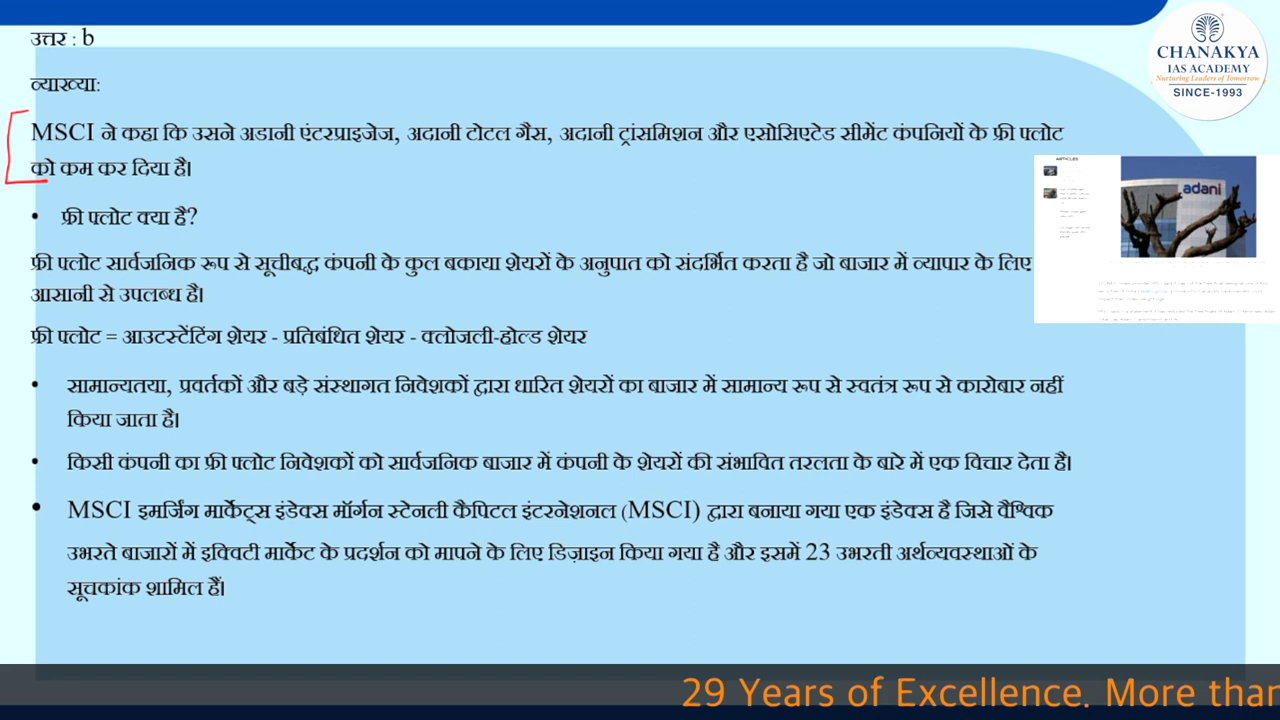 उत्तर : b
CHANAKYA
IAS ACADEMY
Nurturing Leaders of Tomorrow
SINCE-1993
व्याख्या:
MSCI ने कहा कि उसने अडानी एंटरप्राइजेज, अदानी टोटल गैस, अदानी ट्रांसमिशन और एसोसिएटेड सीमेंट कंपनियों के फ्री फ्लोट
को कम कर दिया है।
ARTICLES
adani
• फ्री फ्लोट क्या है?
फ्री फ्लोट सार्वजनिक रूप से सूचीबद्ध कंपनी के कुल बकाया शेयरों के अनुपात को संदर्भित करता है जो बाजार में व्यापार के लिए
आसानी से उपलब्ध है।
फ्री फ्लोट = आउटस्टेंटिंग शेयर - प्रतिबंधित शेयर - क्लोजली-होल्ड शेयर
• सामान्यतया, प्रवर्तकों और बड़े संस्थागत निवेशकों द्वारा धारित शेयरों का बाजार में सामान्य रूप से स्वतंत्र रूप से कारोबार नहीं
किया जाता है।
• किसी कंपनी का फ्री फ्लोट निवेशकों को सार्वजनिक बाजार में कंपनी के शेयरों की संभावित तरलता के बारे में एक विचार देता है।
• MSCI इमर्जिंग मार्केट्स इंडेक्स मॉर्गन स्टेनली कैपिटल इंटरनेशनल (MSCI) द्वारा बनाया गया एक इंडेक्स है जिसे वैश्विक
उभरते बाजारों में इक्विटी मार्केट के प्रदर्शन को मापने के लिए डिज़ाइन किया गया है और इसमें 23 उभरती अर्थव्यवस्थाओं के
सूचकांक शामिल हैं।
29 Years of Excellence. More than